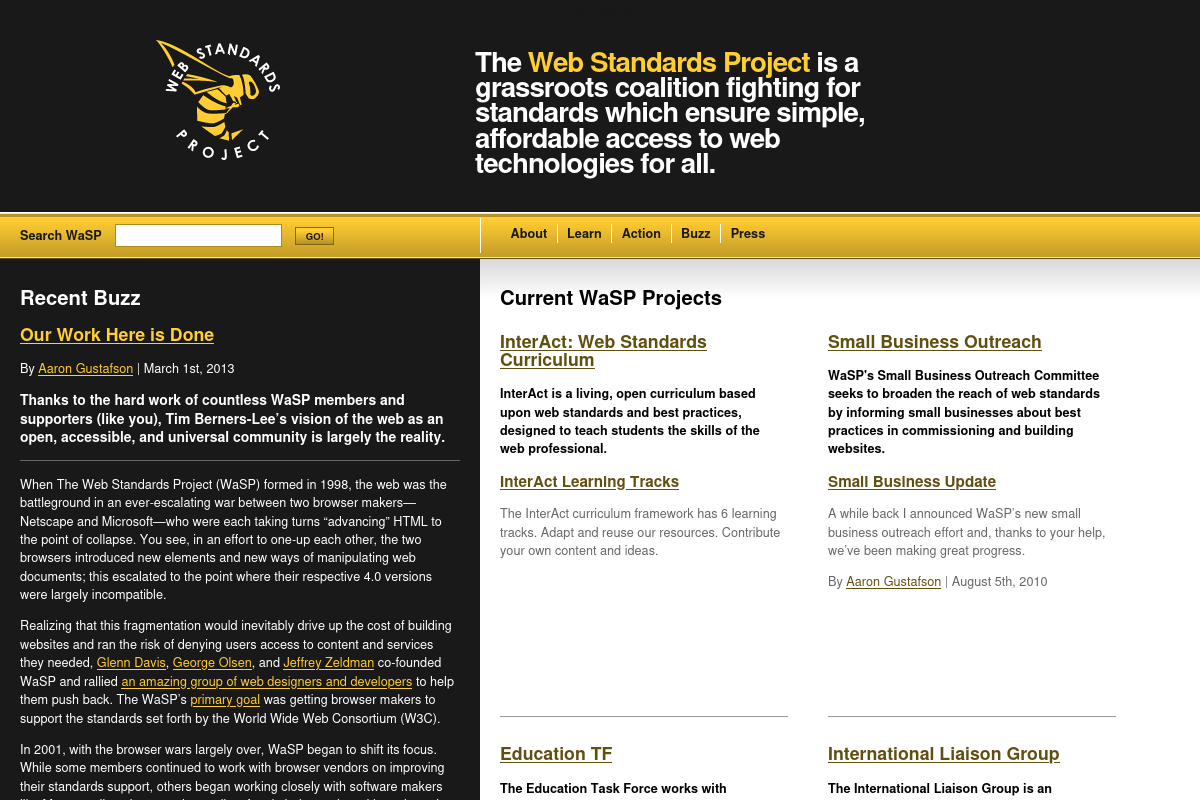 WEB STANDARDS
PROJECT
The Web Standards Project is a
grassroots coalition fighting for
standards which ensure simple,
affordable access to web
technologies for all.
Search WaSP
GO!
About
Learn
Action
Buzz
Press
Recent Buzz
Our Work Here is Done
By Aaron Gustafson | March 1st, 2013
Thanks to the hard work of countless WaSP members and
supporters (like you), Tim Berners-Lee’s vision of the web as an
open, accessible, and universal community is largely the reality.
When The Web Standards Project (WaSP) formed in 1998, the web was the
battleground in an ever-escalating war between two browser makers—
Netscape and Microsoft—who were each taking turns “advancing” HTML to
the point of collapse. You see, in an effort to one-up each other, the two
browsers introduced new elements and new ways of manipulating web
documents; this escalated to the point where their respective 4.0 versions
were largely incompatible.
Realizing that this fragmentation would inevitably drive up the cost of building
websites and ran the risk of denying users access to content and services
they needed, Glenn Davis, George Olsen, and Jeffrey Zeldman co-founded
WaSP and rallied an amazing group of web designers and developers to help
them push back. The WaSP’s primary goal was getting browser makers to
support the standards set forth by the World Wide Web Consortium (W3C).
In 2001, with the browser wars largely over, WaSP began to shift its focus.
While some members continued to work with browser vendors on improving
their standards support, others began working closely with software makers
Current WaSP Projects
InterAct: Web Standards
Curriculum
InterAct is a living, open curriculum based
upon web standards and best practices,
designed to teach students the skills of the
web professional.
InterAct Learning Tracks
The InterAct curriculum framework has 6 learning
tracks. Adapt and reuse our resources. Contribute
your own content and ideas.
Small Business Outreach
WaSP's Small Business Outreach Committee
seeks to broaden the reach of web standards
by informing small businesses about best
practices in commissioning and building
websites.
Small Business Update
A while back I announced WaSP’s new small
business outreach effort and, thanks to your help,
we’ve been making great progress.
By Aaron Gustafson | August 5th, 2010
Education TF
The Education Task Force works with
International Liaison Group
The International Liaison Group is an